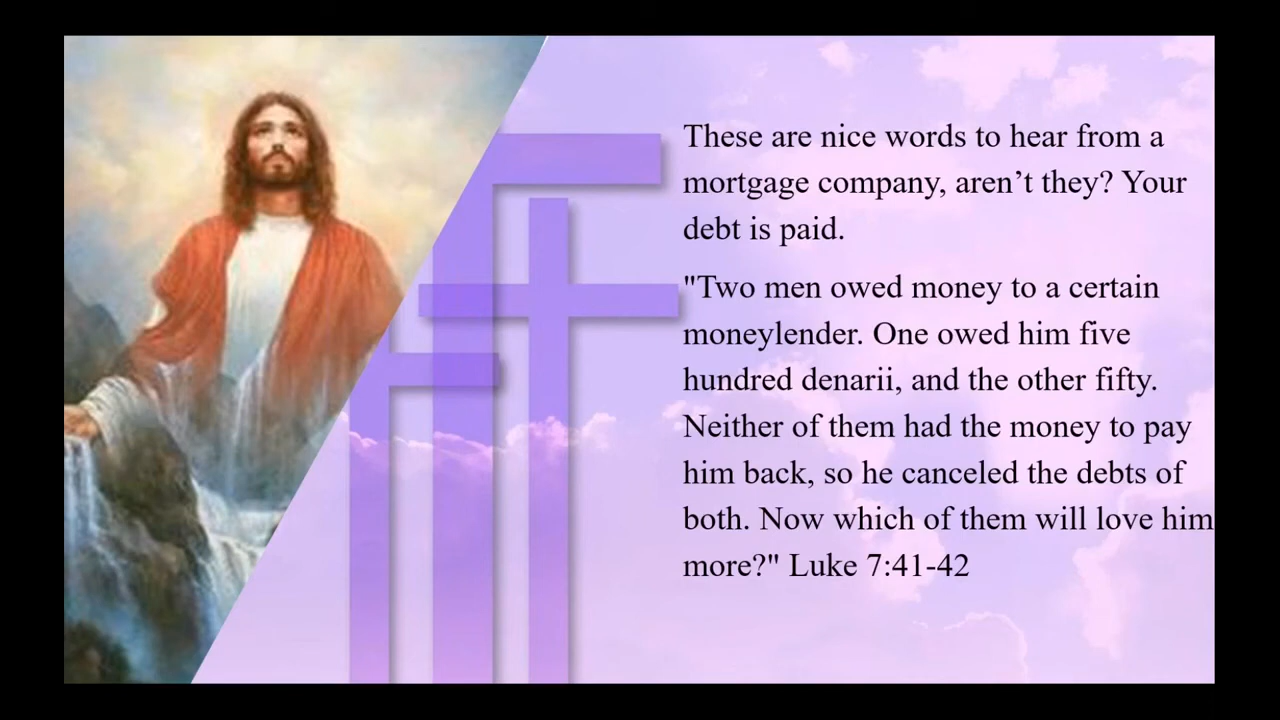 These are nice words to hear from a
mortgage company, aren’t they? Your
debt is paid.
"Two men owed money to a certain
moneylender. One owed him five
hundred denarii, and the other fifty.
Neither of them had the money to pay
him back, so he canceled the debts of
both. Now which of them will love him
more?" Luke 7:41-42